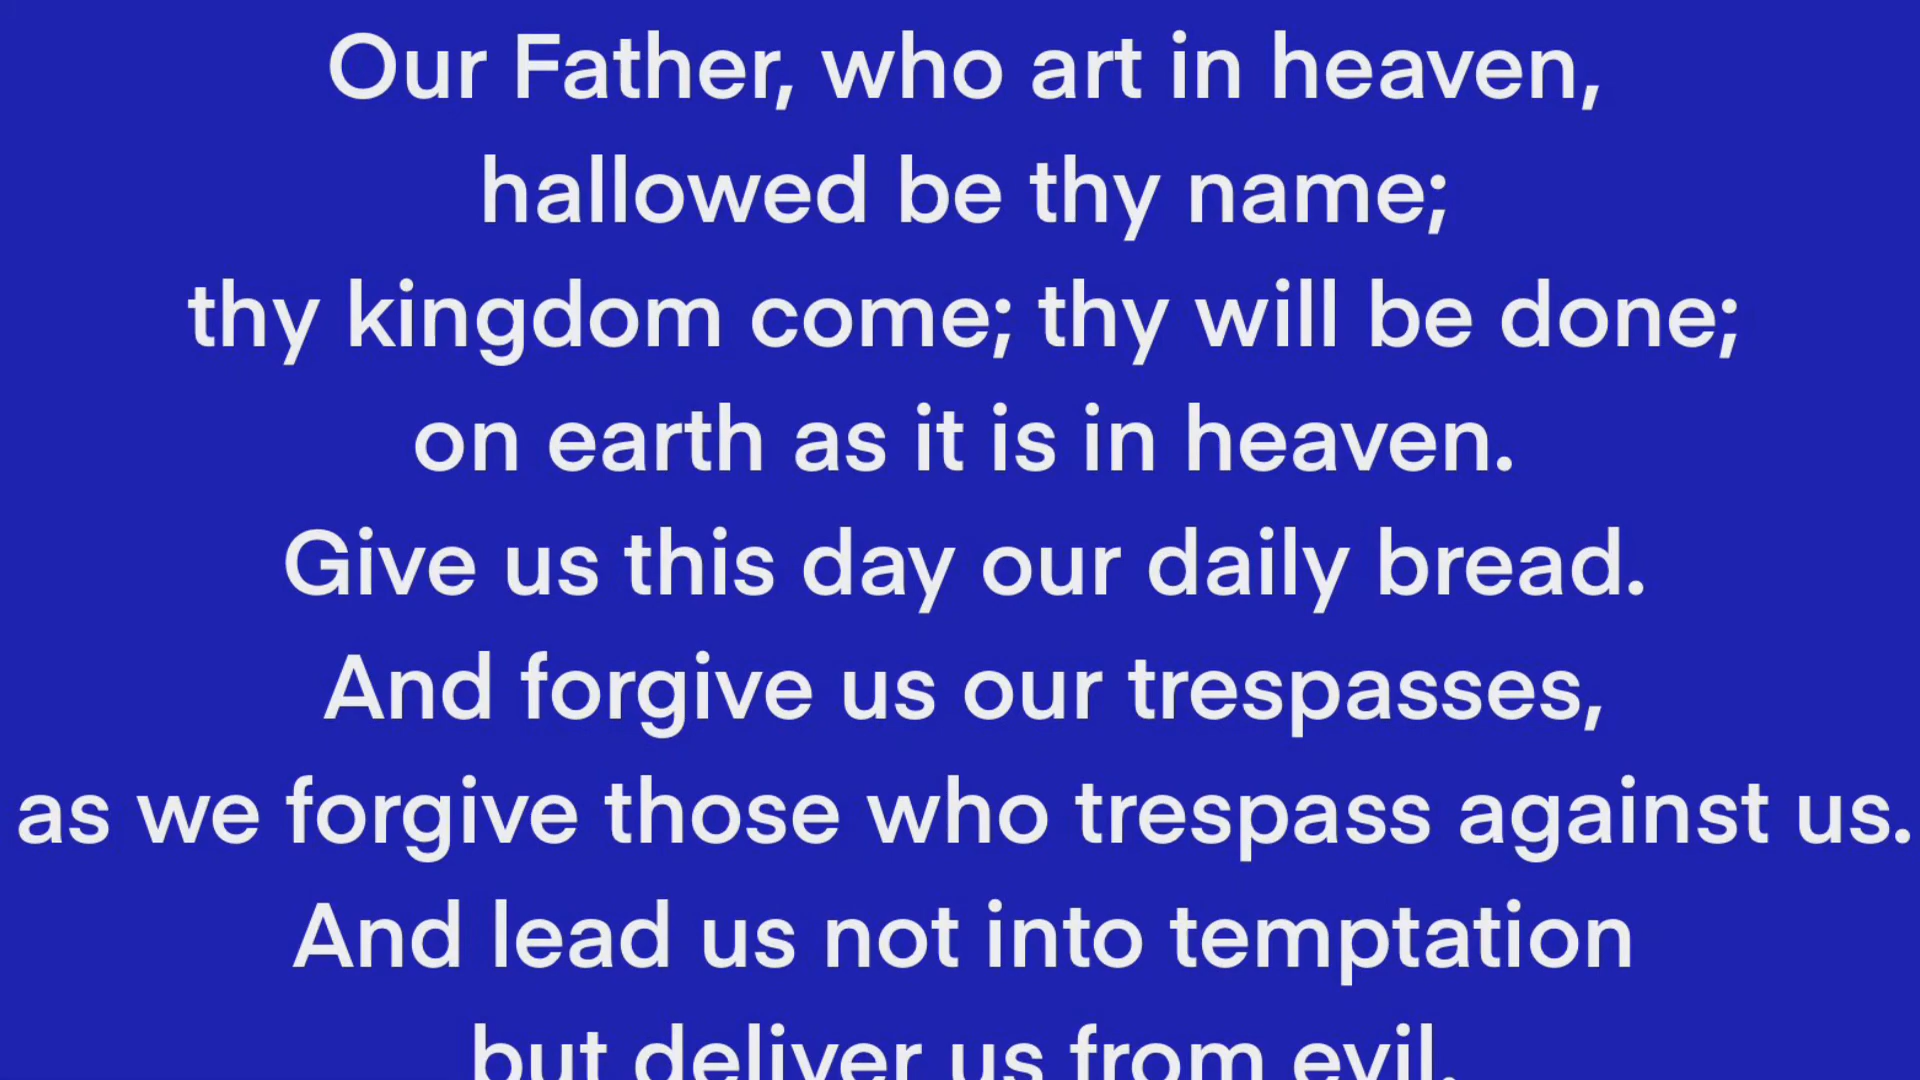 Our Father, who art in heaven,
hallowed be thy name;
thy kingdom come; thy will be done;
on earth as it is in heaven.
Give us this day our daily bread.
And forgive us our trespasses,
as we forgive those who trespass against us.
And lead us not into temptation
but deliver us from evil.